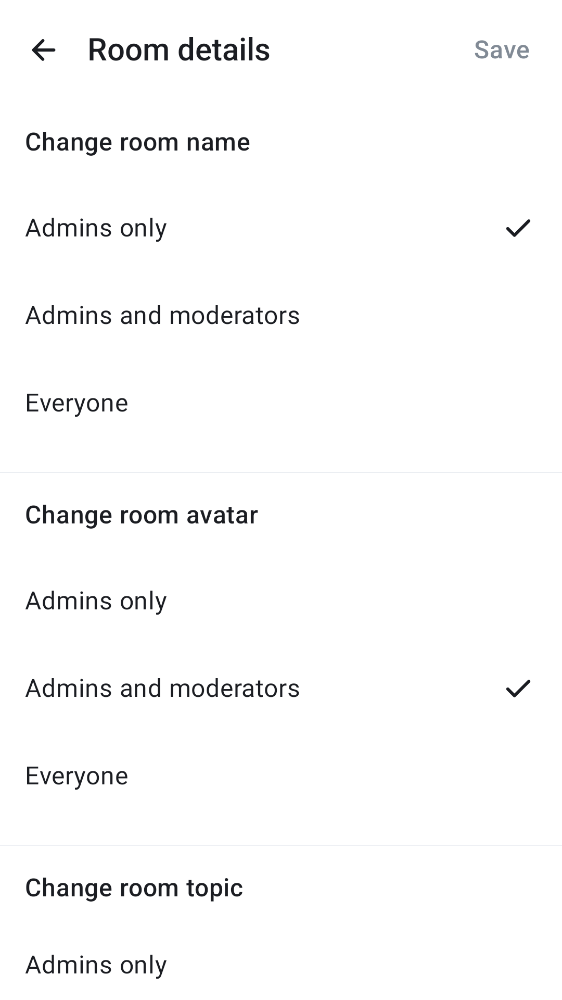 Room details
Save
Change room name
Admins only
Admins and moderators
Everyone
Change room avatar
Admins only
Admins and moderators
Everyone
Change room topic
Admins only